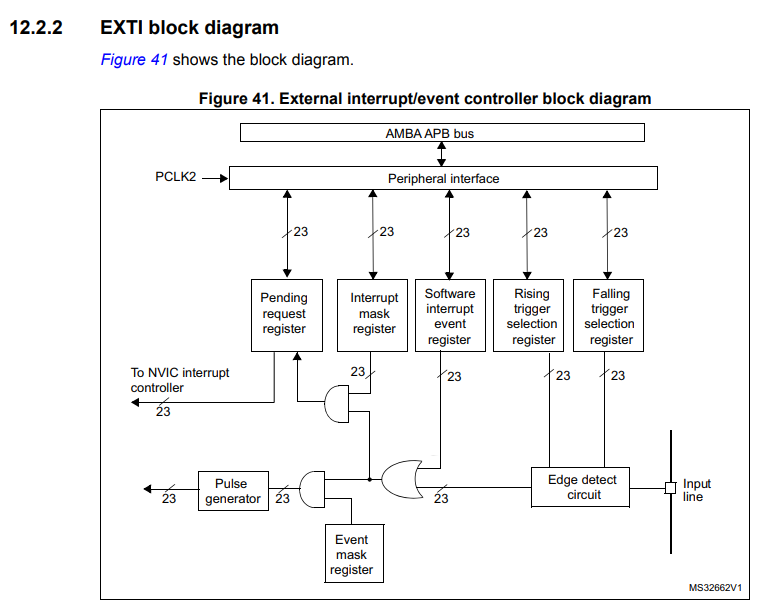 12.2.2 EXTI block diagram
Figure 41 shows the block diagram.
Figure 41. External interrupt/event controller block diagram
AMBA APB bus
PCLK2
Peripheral interface
23
23
23
23
23
Pending
request
register
Interrupt
mask
register
Software
interrupt
event
register
Rising
trigger
selection
register
Falling
trigger
selection
register
To NVIC interrupt
controller
23
23
23
23
23
23
Pulse
generator
23
23
Edge detect
circuit
Input
line
Event
mask
register
MS32662V1